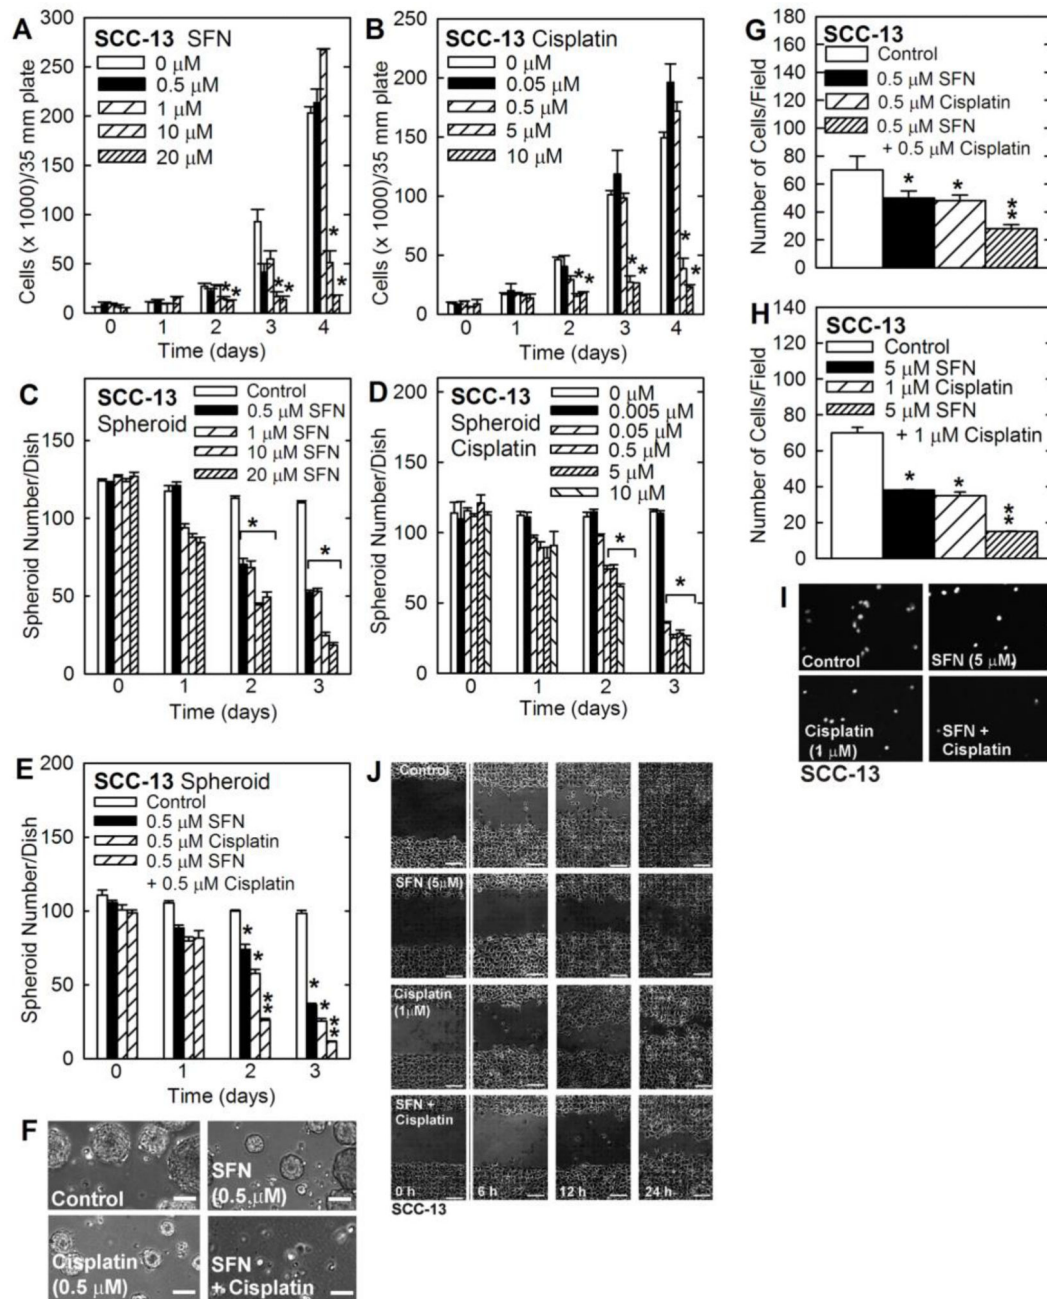 A
SCC-13 SFN
0 μM
0.5 μM
1 μM
10 μM
20 μM
Cells (x 1000)/35 mm plate
300
250
200
150
100
50
0
* * * * * *
0 1 2 3 4
Time (days)
B
SCC-13 Cisplatin
0 μM
0.05 μM
0.5 μM
5 μM
10 μM
Cells (x 1000)/35 mm plate
250
200
150
100
50
0
* * * * * *
0 1 2 3 4
Time (days)
C
SCC-13
Spheroid
Control
0.5 μM SFN
1 μM SFN
10 μM SFN
20 μM SFN
Spheroid Number/Dish
150
100
50
0
* *
0 1 2 3
Time (days)
D
SCC-13
Spheroid
Cisplatin
0 μM
0.005 μM
0.05 μM
0.5 μM
5 μM
10 μM
Spheroid Number/Dish
200
150
100
50
0
* *
0 1 2 3
Time (days)
E
SCC-13 Spheroid
Control
0.5 μM SFN
0.5 μM Cisplatin
0.5 μM SFN
+ 0.5 μM Cisplatin
Spheroid Number/Dish
200
150
100
50
0
* * ** * * **
0 1 2 3
Time (days)
F
Control
SFN
(0.5 μM)
Cisplatin
(0.5 μM)
SFN
+ Cisplatin
G
SCC-13
Control
0.5 μM SFN
0.5 μM Cisplatin
0.5 μM SFN
+ 0.5 μM Cisplatin
Number of Cells/Field
180
160
140
120
100
80
60
40
20
0
* * **
H
SCC-13
Control
5 μM SFN
1 μM Cisplatin
5 μM SFN
+ 1 μM Cisplatin
Number of Cells/Field
140
120
100
80
60
40
20
0
* * **
I
Control
SFN (5 μM)
Cisplatin
(1 μM)
SFN +
Cisplatin
SCC-13
J
Control
SFN (5μM)
Cisplatin
(1μM)
SFN +
Cisplatin
0 h 6 h 12 h 24 h
SCC-13